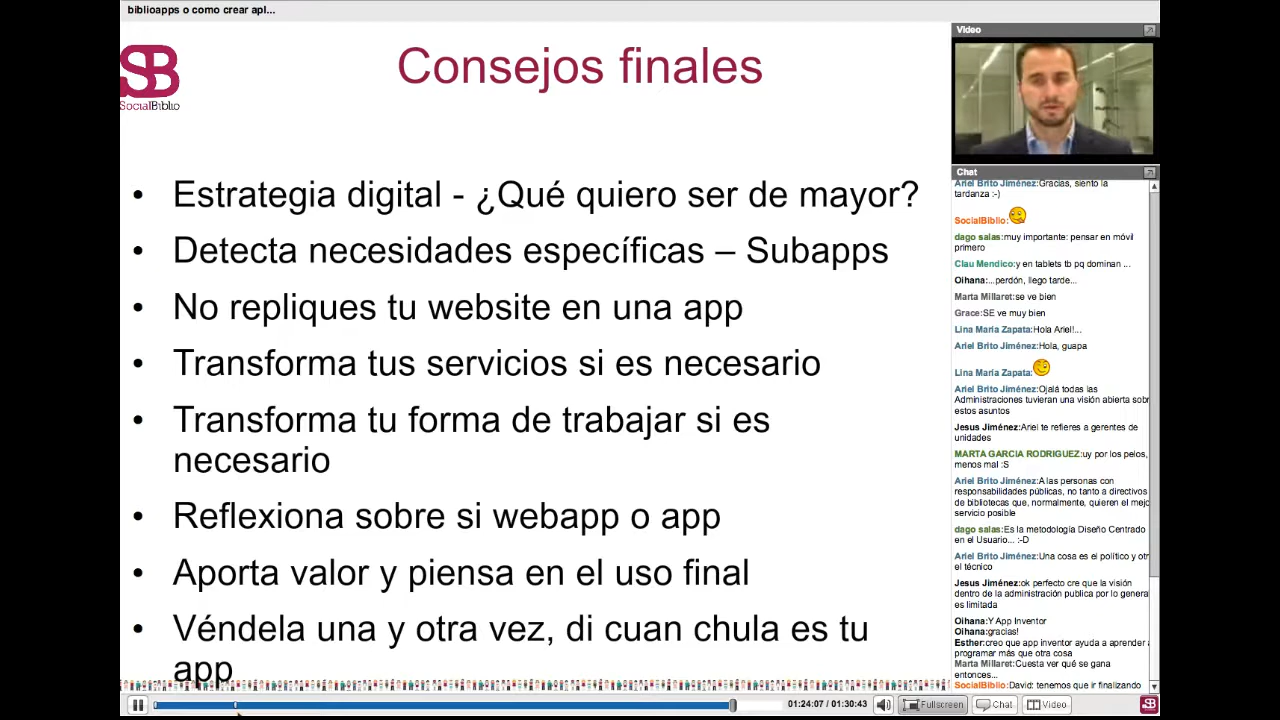 biblioapps o como crear apl...
SB
SocialBiblio
Consejos finales
• Estrategia digital - ¿Qué quiero ser de mayor?
• Detecta necesidades específicas – Subapps
• No repliques tu website en una app
• Transforma tus servicios si es necesario
• Transforma tu forma de trabajar si es
necesario
• Reflexiona sobre si webapp o app
• Aporta valor y piensa en el uso final
• Véndela una y otra vez, di cuan chula es tu
app
Video
Chat
Ariel Brito Jiménez:Gracias, siento la
tardanza :-)
SocialBiblio:
dago salas:muy importante: pensar en móvil
primero
Clau Mendico:y en tablets tb pq dominan ...
Oihana:...perdón, llego tarde...
Marta Millaret:se ve bien
Grace:SE ve muy bien
Lina María Zapata:Hola Ariel!...
Ariel Brito Jiménez:Hola, guapa
Lina María Zapata:
Ariel Brito Jiménez:Ojalá todas las
Administraciones tuvieran una visión abierta sobr
estos asuntos
Jesus Jiménez:Ariel te refieres a gerentes de
unidades
MARTA GARCIA RODRIGUEZ:uy por los pelos,
menos mal :S
Ariel Brito Jiménez:A las personas con
responsabilidades públicas, no tanto a directivos
de bibliotecas que, normalmente, quieren el mejo
servicio posible
dago salas:Es la metodología Diseño Centrado
en el Usuario... :-D
Ariel Brito Jiménez:Una cosa es el político y otr
el técnico
Jesus Jiménez:ok perfecto cre que la visión
dentro de la administración publica por lo genera
es limitada
Oihana:Y App Inventor
Oihana:gracias!
Esther:creo que app inventor ayuda a aprender
programar más que otra cosa
Marta Millaret:Cuesta ver qué se gana
entonces...
SocialBiblio:David: tenemos que ir finalizando
01:24:07 / 01:30:43
Fullscreen
Chat
Video
SB